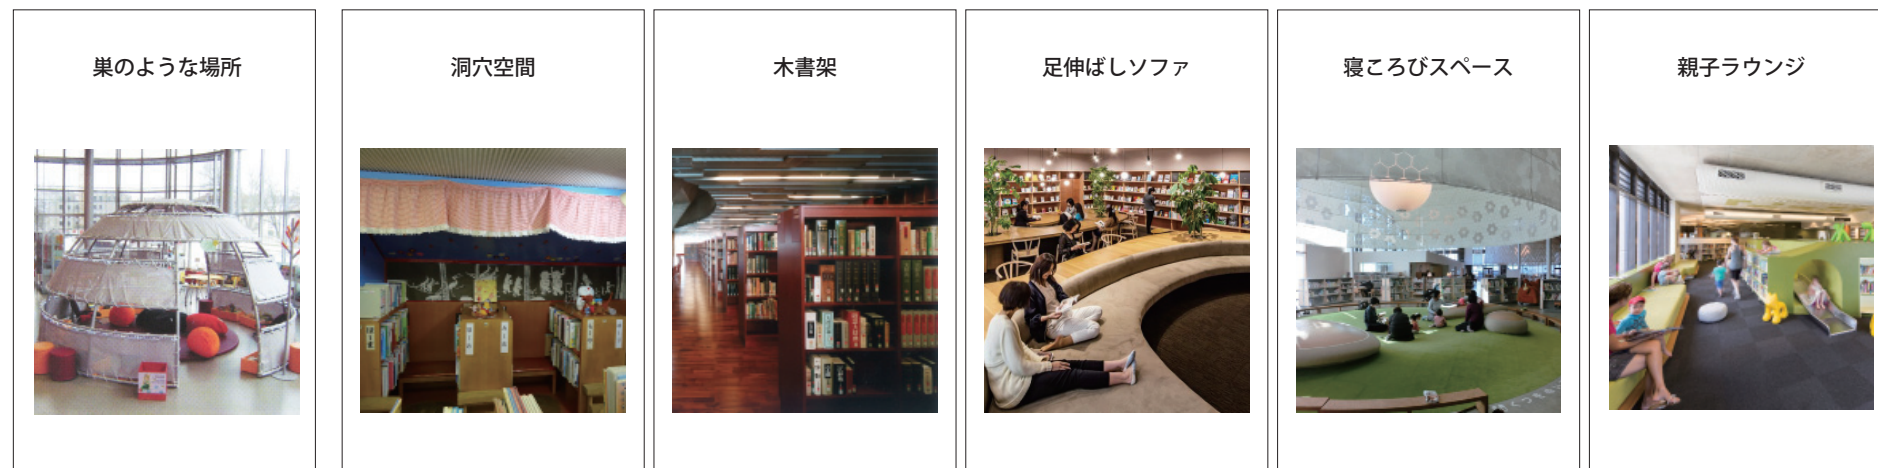 巣のような場所
洞穴空間
木書架
足伸ばしソファ
寝ころびスペース
親子ラウンジ